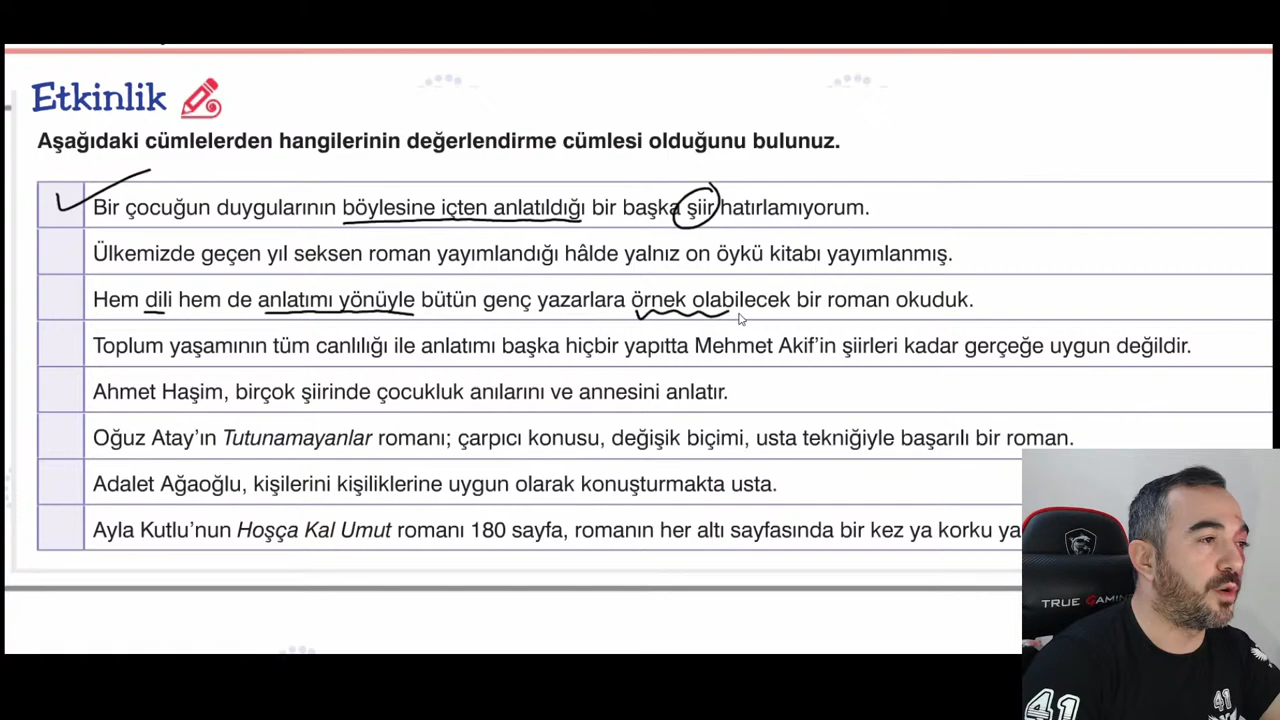 Etkinlik
Aşağıdaki cümlelerden hangilerinin değerlendirme cümlesi olduğunu bulunuz.
Bir çocuğun duygularının böylesine içten anlatıldığı bir başka şiir hatırlamıyorum.
Ülkemizde geçen yıl seksen roman yayımlandığı hâlde yalnız on öykü kitabı yayımlanmış.
Hem dili hem de anlatımı yönüyle bütün genç yazarlara örnek olabilecek bir roman okuduk.
Toplum yaşamının tüm canlılığı ile anlatımı başka hiçbir yapıtta Mehmet Akif'in şiirleri kadar gerçeğe uygun değildir.
Ahmet Haşim, birçok şiirinde çocukluk anılarını ve annesini anlatır.
Oğuz Atay'ın Tutunamayanlar romanı; çarpıcı konusu, değişik biçimi, usta tekniğiyle başarılı bir roman.
Adalet Ağaoğlu, kişilerini kişiliklerine uygun olarak konuşturmakta usta.
Ayla Kutlu'nun Hoşça Kal Umut romanı 180 sayfa, romanın her altı sayfasında bir kez ya korku ya
TRUE GAMIN
41
41